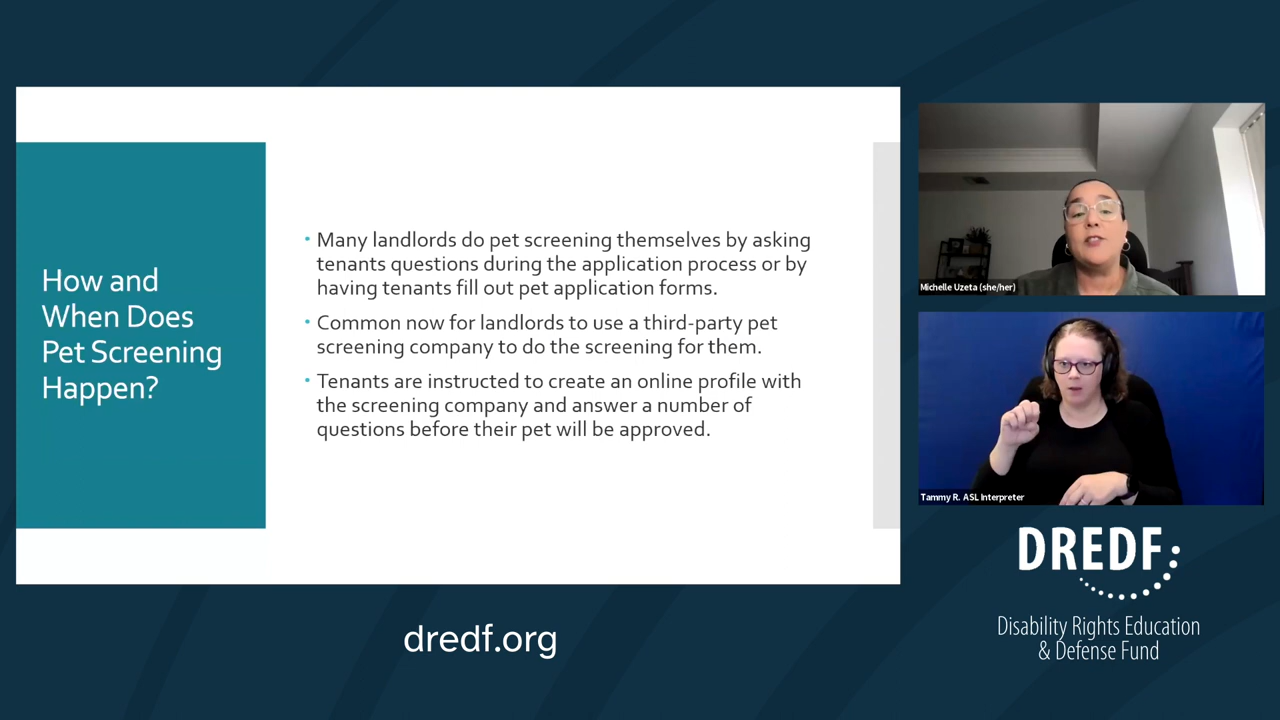 How and
When Does
Pet Screening
Happen?
• Many landlords do pet screening themselves by asking
tenants questions during the application process or by
having tenants fill out pet application forms.
• Common now for landlords to use a third-party pet
screening company to do the screening for them.
• Tenants are instructed to create an online profile with
the screening company and answer a number of
questions before their pet will be approved.
Michelle Uzeta (she/her)
Tammy R. ASL Interpreter
DREDF
Disability Rights Education
& Defense Fund
dredf.org